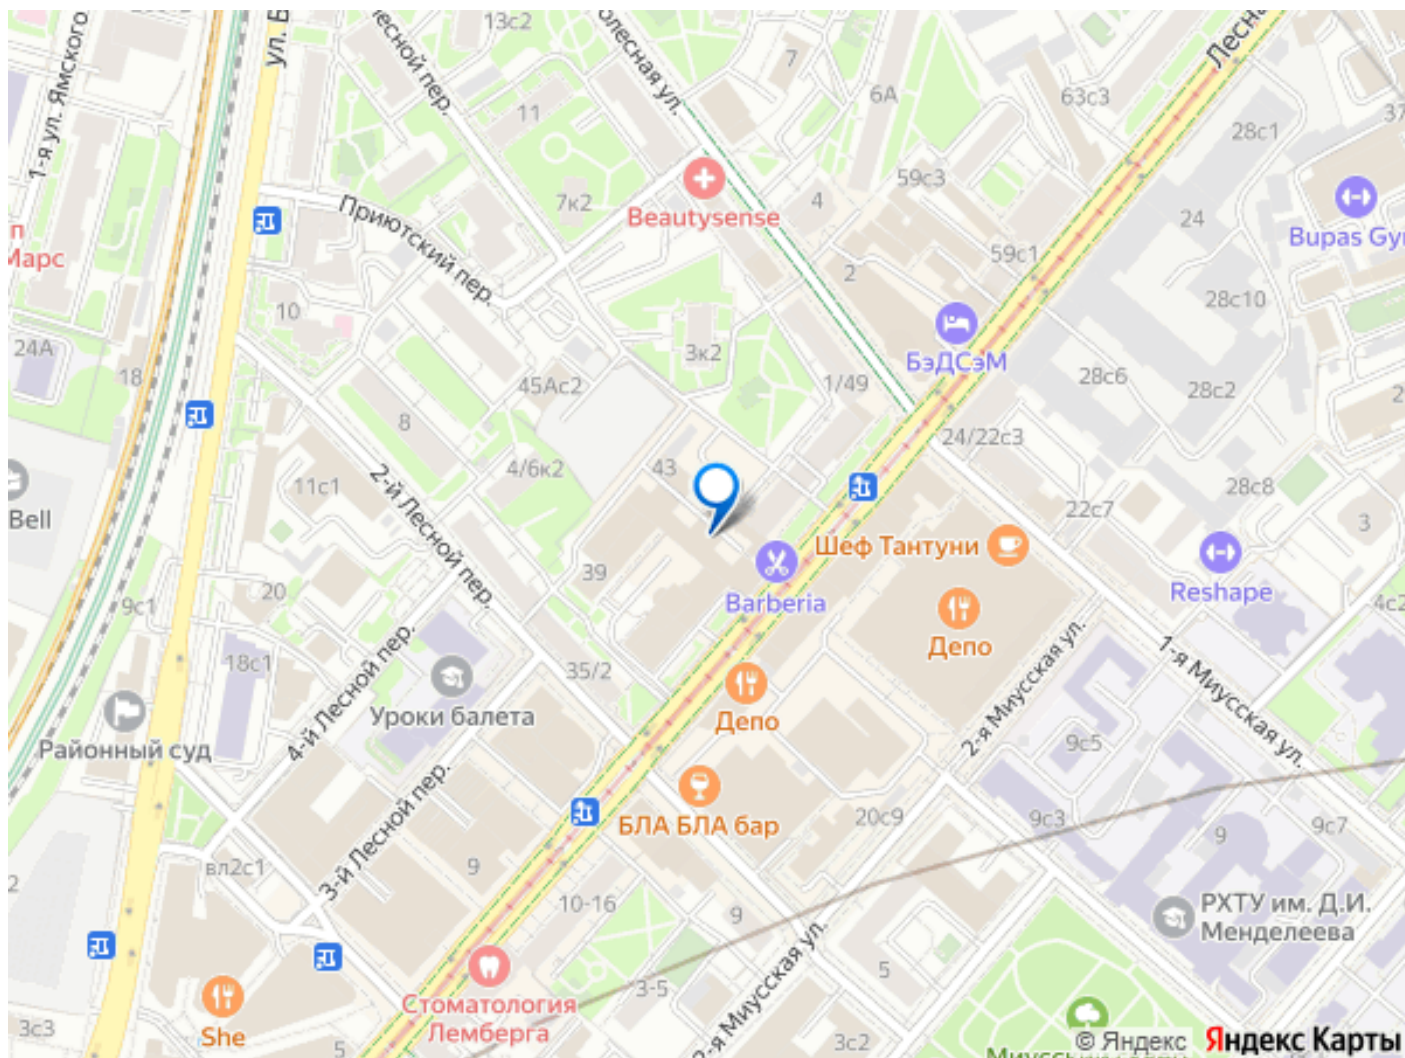 1-я ул. Ямского
ул. Б
лесной пер.
13с2
олесная ул.
7
6А
63с3
Лесна
28с1
37
11
7к2
Beautysense
4
59с3
24
Bupas Gy
п
Марс
Приютский пер.
10
2
59с1
28с10
24А
18
3к2
БэДСэМ
45Ас2
1/49
28с6
28с2
2
8
4/6к2
43
24/22с3
11с1
2-й Лесной пер.
28с8
Bell
22с7
3
Шеф Тантуни
39
Barberia
Reshape
9с1
20
4с2
Депо
18с1
35/2
4-й Лесной пер.
Уроки балета
Депо
2-я Миусская ул.
1-я Миусская ул.
Районный суд
9с5
3-й Лесной пер.
БЛА БЛА бар
20с9
9с3
9
9с7
вл2с1
2
9
10-16
9
РХТУ им. Д.И.
Менделеева
5
Стоматология
Лемберга
3-5
2-я Миусская ул.
She
3с3
5
3с2
© Яндекс Яндекс Карты